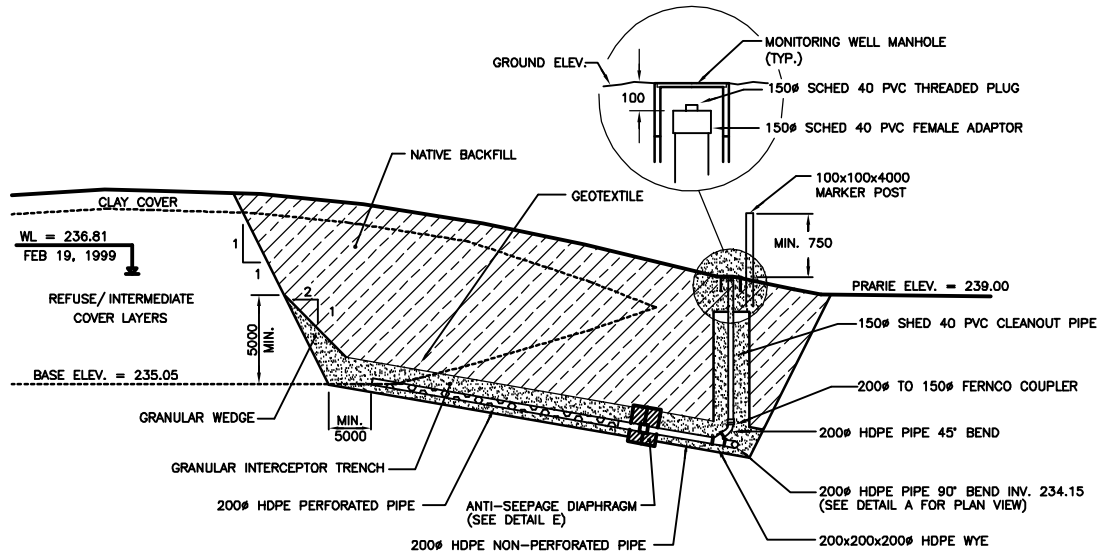 MONITORING WELL MANHOLE
(TYP.)
GROUND ELEV.
150ø SCHED 40 PVC THREADED PLUG
100
150ø SCHED 40 PVC FEMALE ADAPTOR
NATIVE BACKFILL
100x100x4000
MARKER POST
GEOTEXTILE
CLAY COVER
MIN. 750
WL = 236.81
FEB 19, 1999
1
1
PRARIE ELEV. = 239.00
REFUSE/INTERMEDIATE
COVER LAYERS
2
1
5000
MIN.
150ø SHED 40 PVC CLEANOUT PIPE
BASE ELEV. = 235.05
200ø TO 150ø FERNCO COUPLER
GRANULAR WEDGE
MIN.
5000
200ø HDPE PIPE 45° BEND
GRANULAR INTERCEPTOR TRENCH
200ø HDPE PERFORATED PIPE
ANTI-SEEPAGE DIAPHRAGM
(SEE DETAIL E)
200ø HDPE PIPE 90° BEND INV. 234.15
(SEE DETAIL A FOR PLAN VIEW)
200ø HDPE NON-PERFORATED PIPE
200x200x200ø HDPE WYE